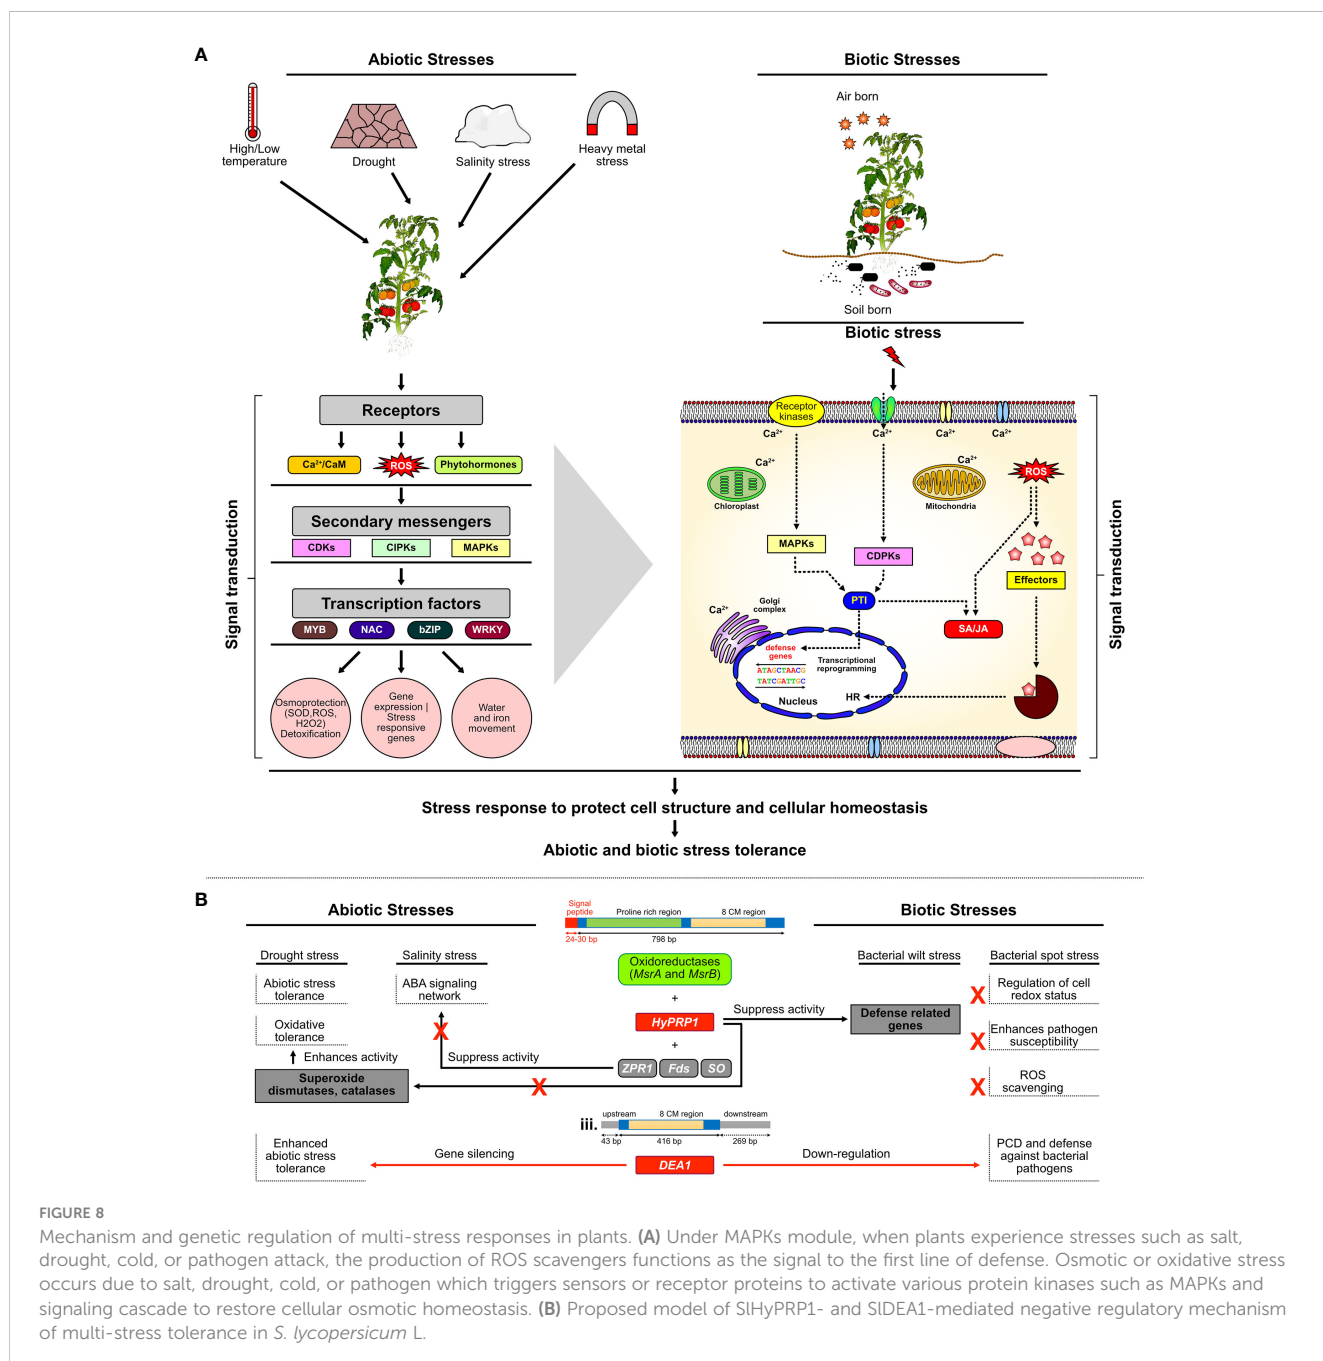 A
Abiotic Stresses
High/Low
temperature
Drought
Salinity stress
Heavy metal
stress
Biotic Stresses
Air born
Soil born
Biotic stress
Signal transduction
Receptors
Ca²⁺/CaM
ROS
Phytohormones
Secondary messengers
CDKs
CIPKs
MAPKs
Transcription factors
MYB
NAC
bZIP
WRKY
Osmoprotection
(SOD,ROS,
H2O2)
Detoxification
Gene
expression |
Stress
responsive
genes
Water
and iron
movement
Receptor
kinases
Ca²⁺
Ca²⁺
Ca²⁺
Ca²⁺
Ca²⁺
Chloroplast
Ca²⁺
Mitochondria
ROS
MAPKs
CDPKs
Effectors
PTI
SA/JA
Golgi
complex
Ca²⁺
defense
genes
ATAGCTAACG
TATCGATTGC
Transcriptional
reprogramming
Nucleus
HR
Signal transduction
Stress response to protect cell structure and cellular homeostasis
Abiotic and biotic stress tolerance
B
Abiotic Stresses
Signal
peptide
Proline rich region
8 CM region
24-30 bp
798 bp
Biotic Stresses
Drought stress
Salinity stress
Abiotic stress
tolerance
ABA signaling
network
Oxidative
tolerance
Enhances activity
Superoxide
dismutases, catalases
Suppress activity
X
X
Oxidoreductases
(MsrA and MsrB)
+
HyPRP1
+
ZPR1
Fds
SO
Suppress activity
Bacterial wilt stress
Defense related
genes
Bacterial spot stress
X
Regulation of cell
redox status
X
Enhances pathogen
susceptibility
X
ROS
scavenging
iii.
upstream
8 CM region
downstream
43 bp
416 bp
269 bp
Enhanced
abiotic stress
tolerance
Gene silencing
DEA1
Down-regulation
PCD and defense
against bacterial
pathogens
FIGURE 8
Mechanism and genetic regulation of multi-stress responses in plants. (A) Under MAPKs module, when plants experience stresses such as salt,
drought, cold, or pathogen attack, the production of ROS scavengers functions as the signal to the first line of defense. Osmotic or oxidative stress
occurs due to salt, drought, cold, or pathogen which triggers sensors or receptor proteins to activate various protein kinases such as MAPKs and
signaling cascade to restore cellular osmotic homeostasis. (B) Proposed model of SlHyPRP1- and SlDEA1-mediated negative regulatory mechanism
of multi-stress tolerance in S. lycopersicum L.